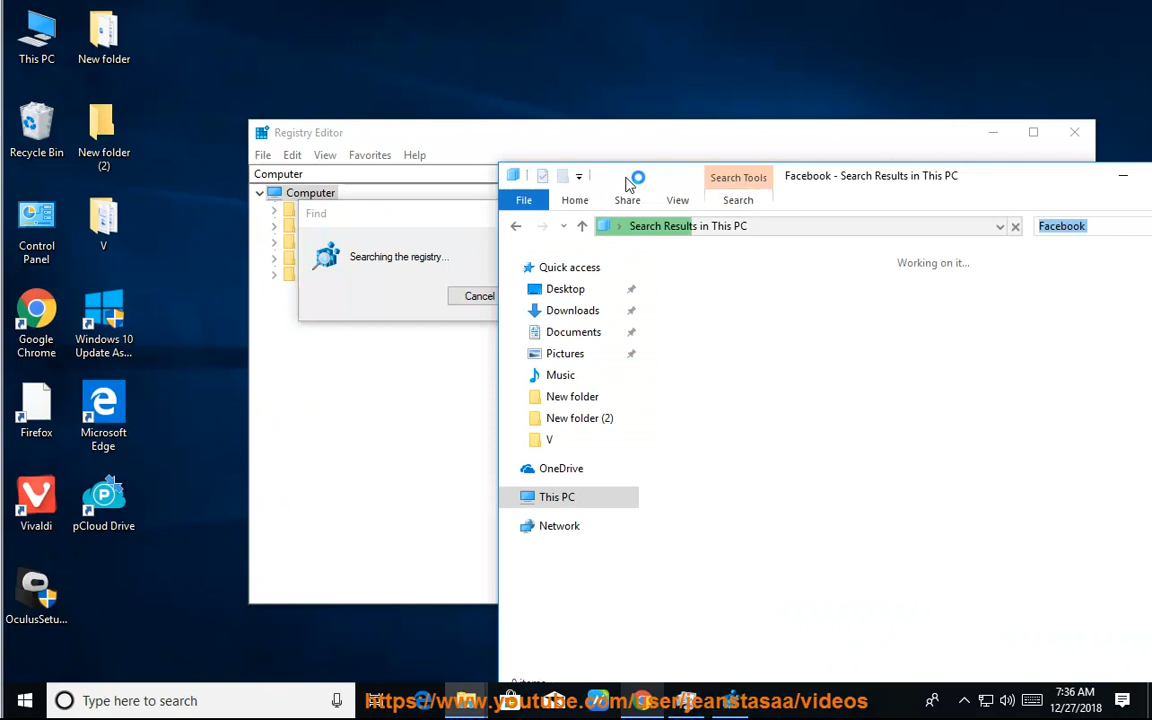 This PC
New folder
Recycle Bin
New folder
(2)
Control
Panel
V
Google
Chrome
Windows 10
Update As...
Firefox
Microsoft
Edge
Vivaldi
pCloud Drive
OculusSetu...
Registry Editor
File Edit View Favorites Help
Computer
Computer
Find
Searching the registry...
Cancel
Search Tools
Facebook - Search Results in This PC
File Home Share View Search
Search Results in This PC
Facebook
Working on it...
Quick access
Desktop
Downloads
Documents
Pictures
Music
New folder
New folder (2)
V
OneDrive
This PC
Network
Type here to search
7:36 AM
12/27/2018